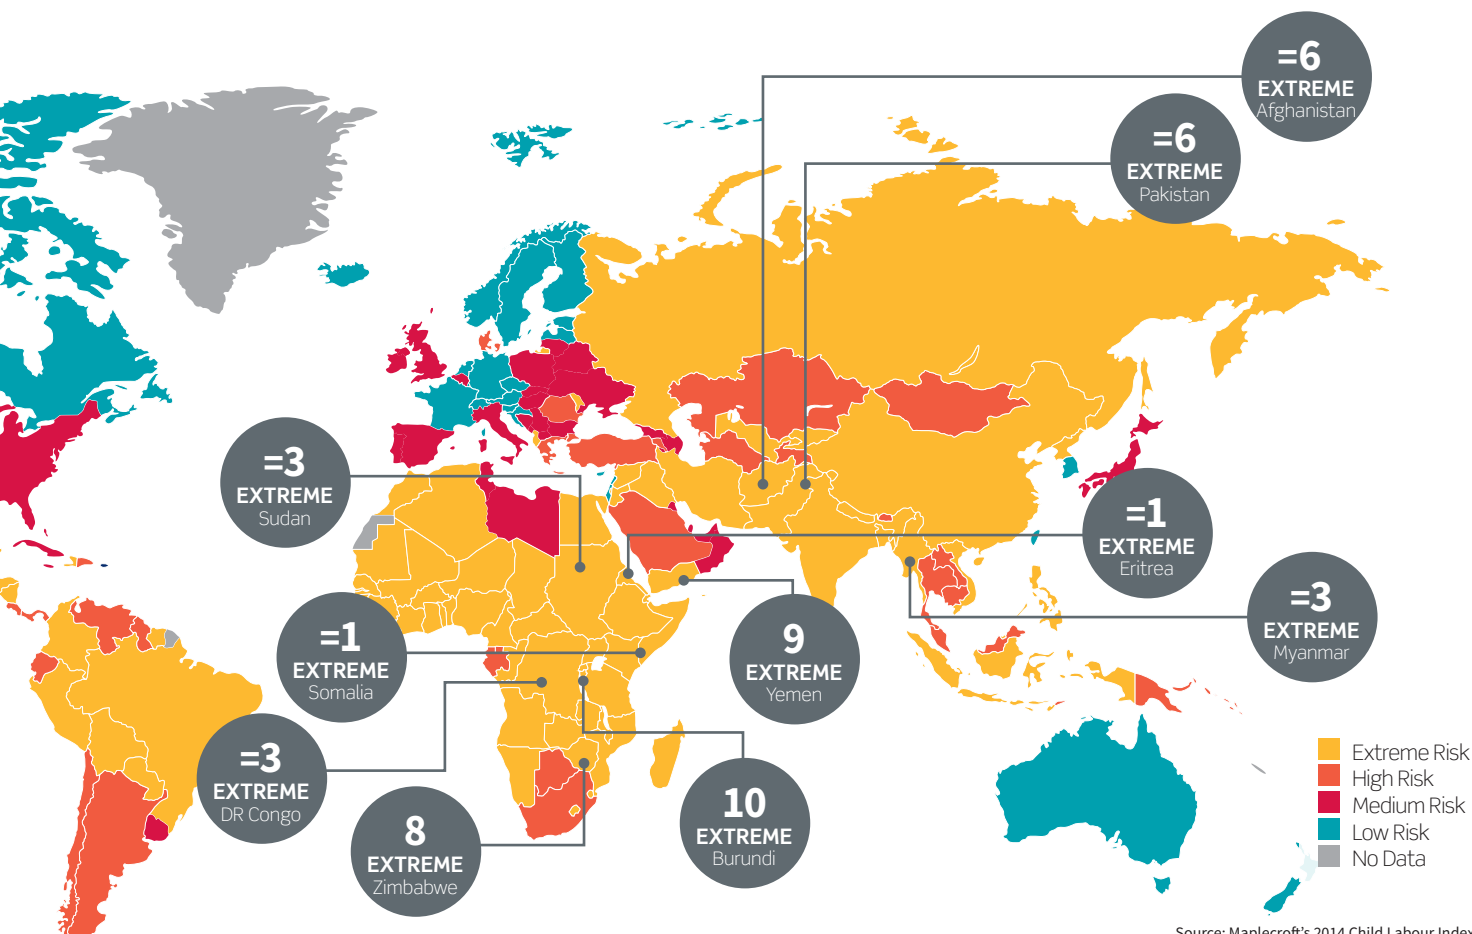 =6
EXTREME
Afghanistan
=6
EXTREME
Pakistan
=3
EXTREME
Sudan
=1
EXTREME
Eritrea
=3
EXTREME
Myanmar
=1
EXTREME
Somalia
9
EXTREME
Yemen
=3
EXTREME
DR Congo
10
EXTREME
Burundi
8
EXTREME
Zimbabwe
Extreme Risk
High Risk
Medium Risk
Low Risk
No Data
Source: Maplecroft's 2014 Child Labour Index